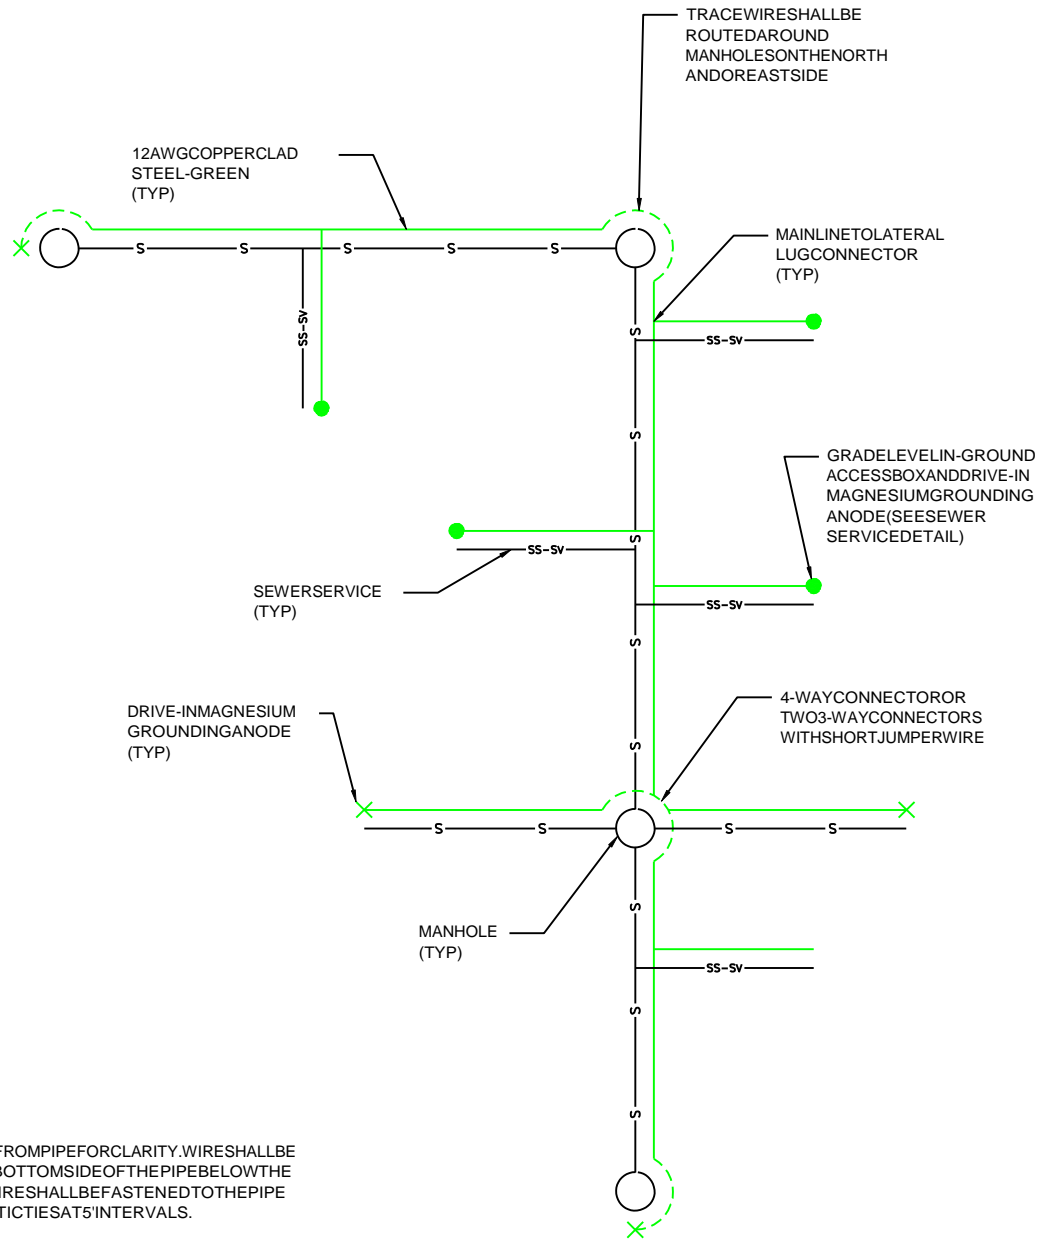 TRACEWIRESHALLBE
ROUTEDAROUND
MANHOLESONTHENORTH
ANDOREASTSIDE
12AWGCOPPERCLAD
STEEL-GREEN
(TYP)
S S S S S
MAINLINETOLATERAL
LUGCONNECTOR
(TYP)
SS-SV
S
SS-SV
S
GRADELEVELIN-GROUND
ACCESSBOXANDDRIVE-IN
MAGNESIUMGROUNDING
ANODE(SEESEWER
SERVICEDETAIL)
S
SS-SV
SEWERSERVICE
(TYP)
SS-SV
S
4-WAYCONNECTOROR
TWO3-WAYCONNECTORS
WITHSHORTJUMPERWIRE
DRIVE-INMAGNESIUM
GROUNDINGANODE
(TYP)
S
S S S S
S
MANHOLE
(TYP)
SS-SV
S
S
FROMPIPEFORCLARITY.WIRESHALLBE
BOTTOMSIDEOFTHEPIPEBELOWTHE
IRESHALLBEFASTENEDTOTHEPIPE
TICTIESAT5'INTERVALS.